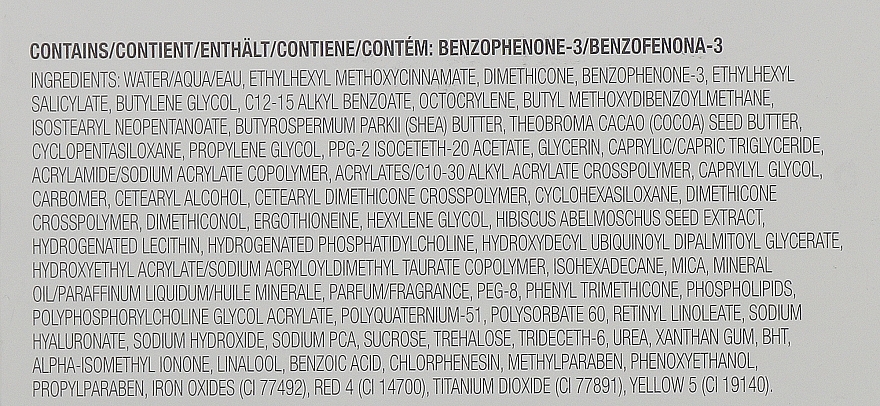 CONTAINS/CONTIENT/ENTHÄLT/CONTIENE/CONTÉM: BENZOPHENONE-3/BENZOFENONA-3
INGREDIENTS: WATER/AQUA/EAU, ETHYLHEXYL METHOXYCINNAMATE, DIMETHICONE, BENZOPHENONE-3, ETHYLHEXYL
SALICYLATE, BUTYLENE GLYCOL, C12-15 ALKYL BENZOATE, OCTOCRYLENE, BUTYL METHOXYDIBENZOYLMETHANE,
ISOSTEARYL NEOPENTANOATE, BUTYROSPERMUM PARKII (SHEA) BUTTER, THEOBROMA CACAO (COCOA) SEED BUTTER,
CYCLOPENTASILOXANE, PROPYLENE GLYCOL, PPG-2 ISOCETETH-20 ACETATE, GLYCERIN, CAPRYLIC/CAPRIC TRIGLYCERIDE,
ACRYLAMIDE/SODIUM ACRYLATE COPOLYMER, ACRYLATES/C10-30 ALKYL ACRYLATE CROSSPOLYMER, CAPRYLYL GLYCOL,
CARBOMER, CETEARYL ALCOHOL, CETEARYL DIMETHICONE CROSSPOLYMER, CYCLOHEXASILOXANE, DIMETHICONE
CROSSPOLYMER, DIMETHICONOL, ERGOTHIONEINE, HEXYLENE GLYCOL, HIBISCUS ABELMOSCHUS SEED EXTRACT,
HYDROGENATED LECITHIN, HYDROGENATED PHOSPHATIDYLCHOLINE, HYDROXYDECYL UBIQUINOYL DIPALMITOYL GLYCERATE,
HYDROXYETHYL ACRYLATE/SODIUM ACRYLOYLDIMETHYL TAURATE COPOLYMER, ISOHEXADECANE, MICA, MINERAL
OIL/PARAFFINUM LIQUIDUM/HUILE MINERALE, PARFUM/FRAGRANCE, PEG-8, PHENYL TRIMETHICONE, PHOSPHOLIPIDS,
POLYPHOSPHORYLCHOLINE GLYCOL ACRYLATE, POLYQUATERNIUM-51, POLYSORBATE 60, RETINYL LINOLEATE, SODIUM
HYALURONATE, SODIUM HYDROXIDE, SODIUM PCA, SUCROSE, TREHALOSE, TRIDECETH-6, UREA, XANTHAN GUM, BHT,
ALPHA-ISOMETHYL IONONE, LINALOOL, BENZOIC ACID, CHLORPHENESIN, METHYLPARABEN, PHENOXYETHANOL,
PROPYLPARABEN, IRON OXIDES (CI 77492), RED 4 (CI 14700), TITANIUM DIOXIDE (CI 77891), YELLOW 5 (CI 19140).